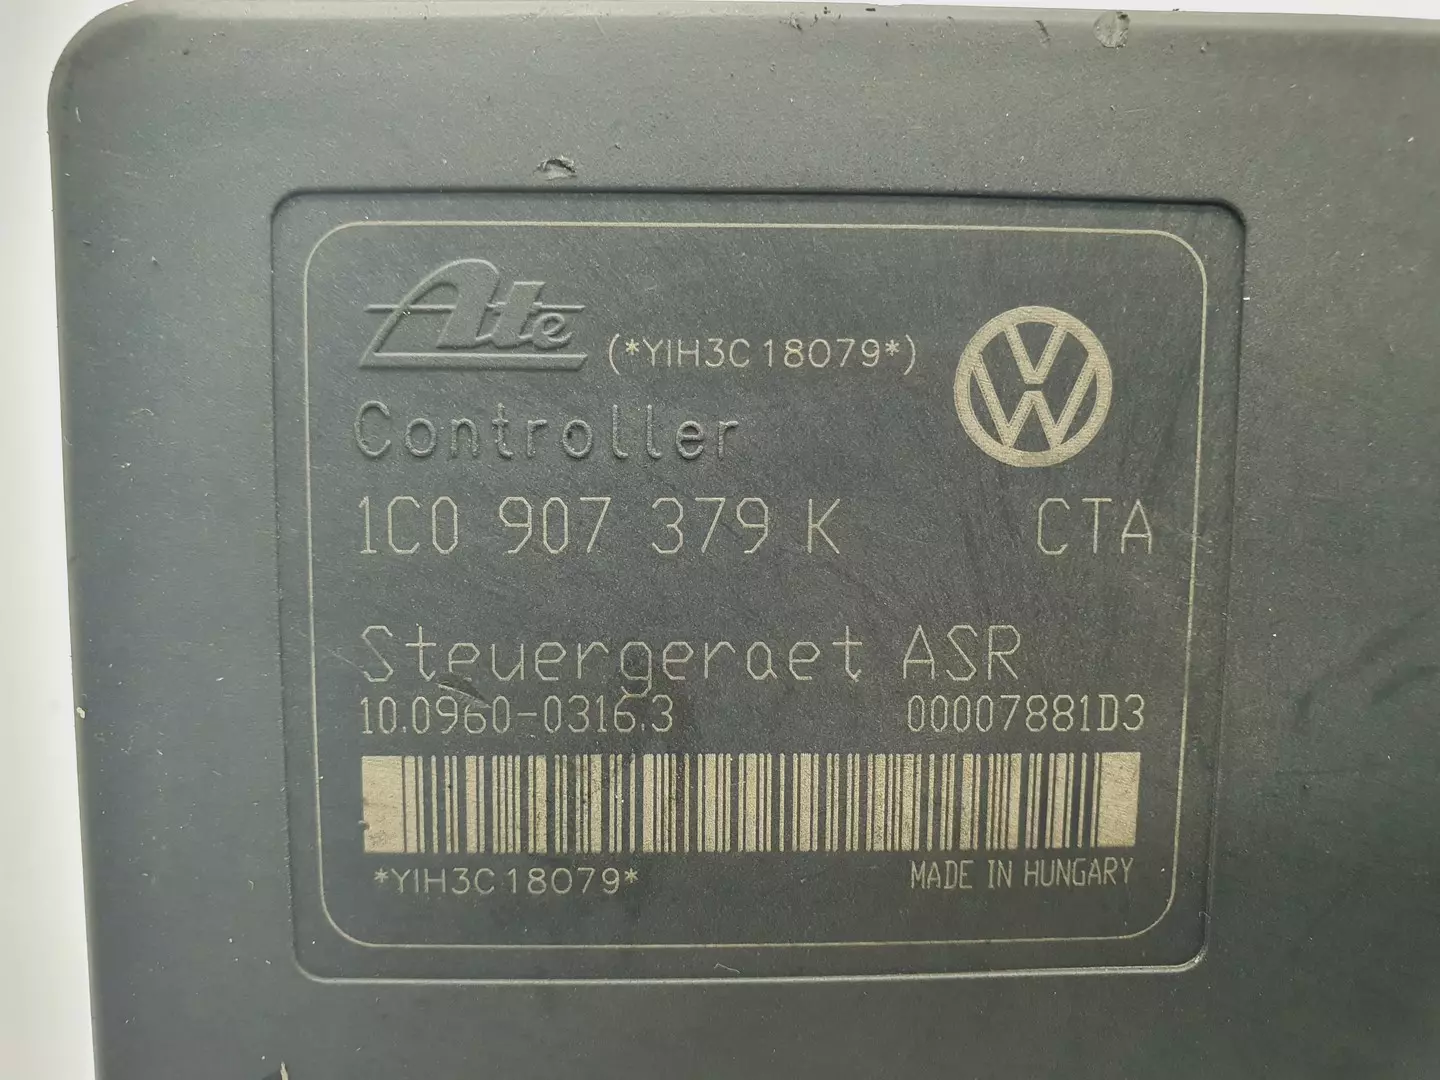 Ate (*YIH3C18079*)
Controller
1C0 907 379 K CTA
Steuergeraet ASR
10.0960-0316.3 00007881D3
*YIH3C18079* MADE IN HUNGARY